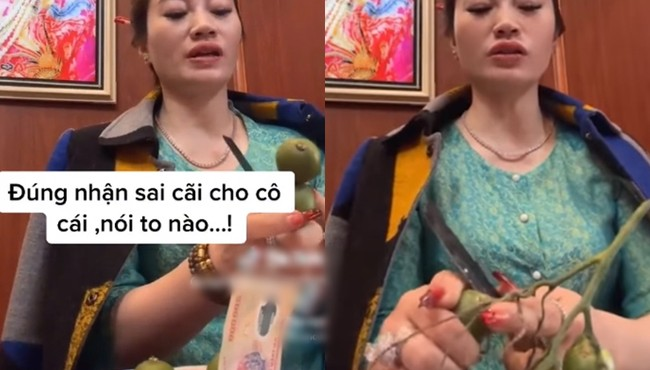 Đúng nhận sai cãi cho cô
cái ,nói to nào...!